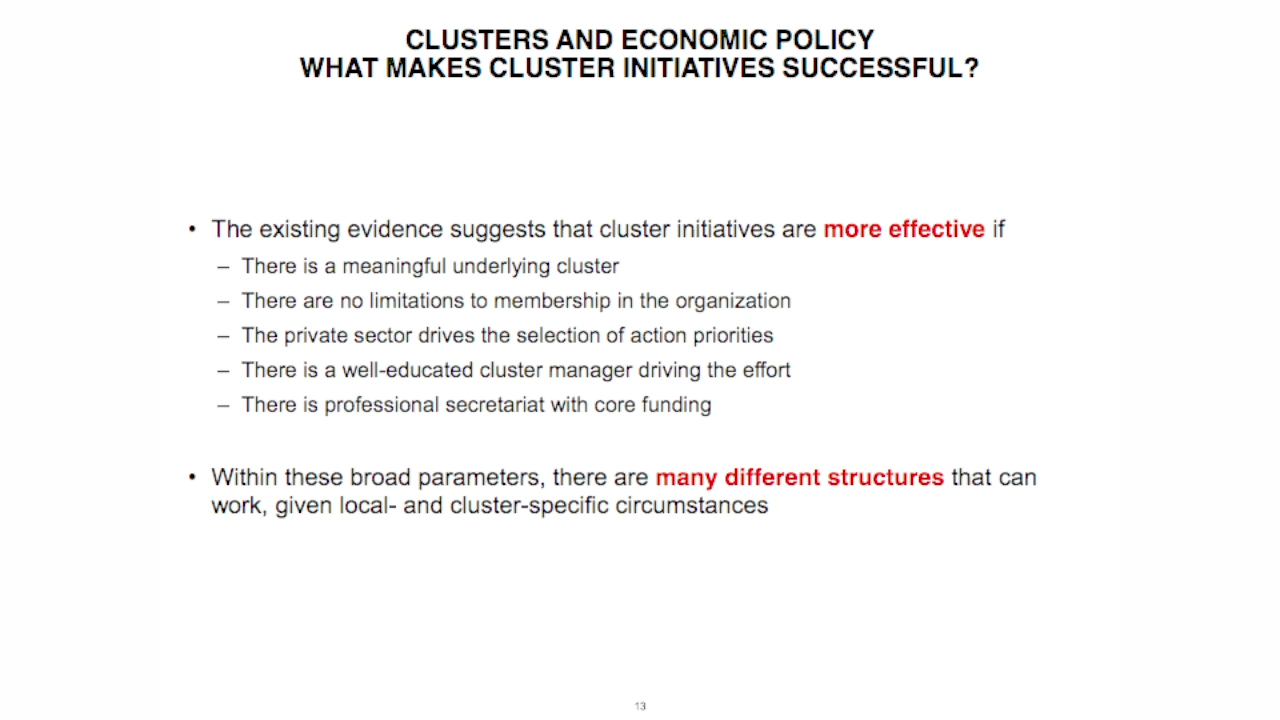 CLUSTERS AND ECONOMIC POLICY
WHAT MAKES CLUSTER INITIATIVES SUCCESSFUL?
• The existing evidence suggests that cluster initiatives are more effective if
– There is a meaningful underlying cluster
– There are no limitations to membership in the organization
– The private sector drives the selection of action priorities
– There is a well-educated cluster manager driving the effort
– There is professional secretariat with core funding
• Within these broad parameters, there are many different structures that can
work, given local- and cluster-specific circumstances
13